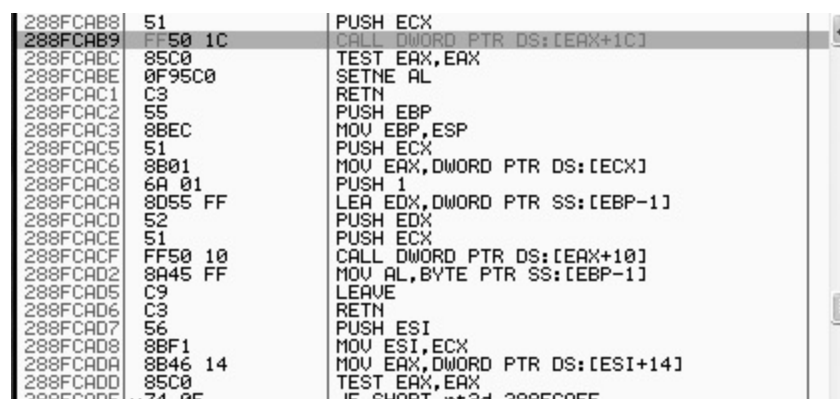 288FCAB8 51 PUSH ECX
288FCAB9 FF50 1C CALL DWORD PTR DS:[EAX+1C]
288FCABC 85C0 TEST EAX,EAX
288FCABE 0F95C0 SETNE AL
288FCAC1 C3 RETN
288FCAC2 55 PUSH EBP
288FCAC3 8BEC MOV EBP,ESP
288FCAC5 51 PUSH ECX
288FCAC6 8B01 MOV EAX,DWORD PTR DS:[ECX]
288FCAC8 6A 01 PUSH 1
288FCACA 8D55 FF LEA EDX,DWORD PTR SS:[EBP-1]
288FCACD 52 PUSH EDX
288FCACE 51 PUSH ECX
288FCACF FF50 10 CALL DWORD PTR DS:[EAX+10]
288FCAD2 8A45 FF MOV AL,BYTE PTR SS:[EBP-1]
288FCAD5 C9 LEAVE
288FCAD6 C3 RETN
288FCAD7 56 PUSH ESI
288FCAD8 8BF1 MOV ESI,ECX
288FCADA 8B46 14 MOV EAX,DWORD PTR DS:[ESI+14]
288FCADD 85C0 TEST EAX,EAX